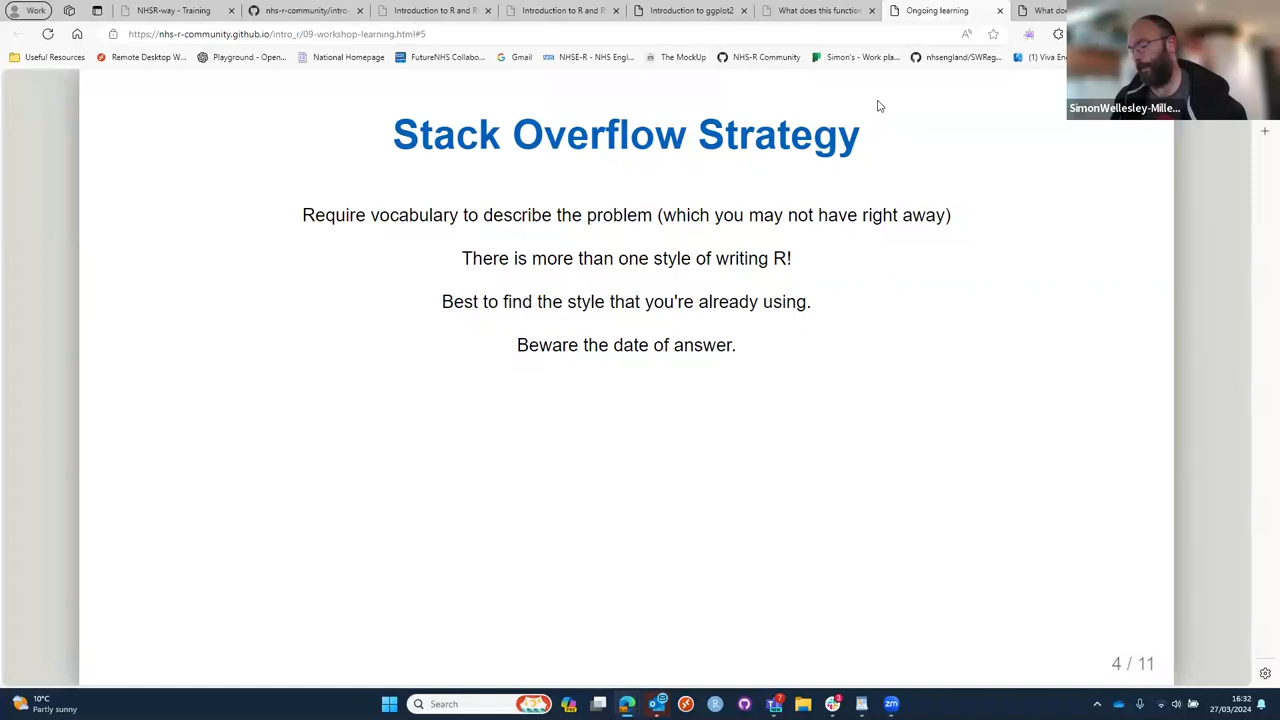 Work
NHSR-way - Training
nhs-r-community/intro-
Introduction to R and R
Introduction to R and R
Introduction to ggplot2
What does this function
Ongoing learning
What do
https://nhs-r-community.github.io/intro_r/09-workshop-learning.html#5
Useful Resources
Remote Desktop W...
Playground - Open...
National Homepage
FutureNHS Collabo...
Gmail
NHSE-R - NHS Engl...
The MockUp
NHS-R Community
Simon's - Work pla...
nhsengland/SWReg...
(1) Viva En
SimonWellesley-Mille...
Stack Overflow Strategy
Require vocabulary to describe the problem (which you may not have right away)
There is more than one style of writing R!
Best to find the style that you're already using.
Beware the date of answer.
4 / 11
10°C
Partly sunny
Search
16:32
27/03/2024